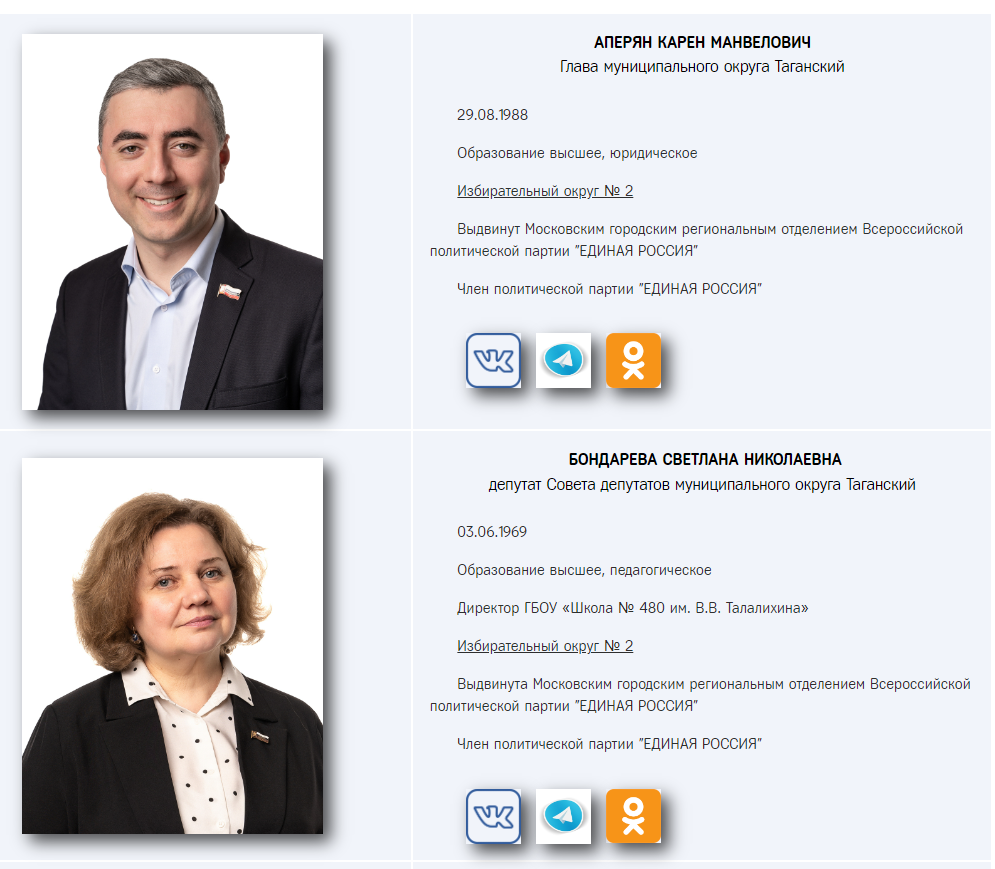 АПЕРЯН КАРЕН МАНВЕЛОВИЧ
Глава муниципального округа Таганский
29.08.1988
Образование высшее, юридическое
Избирательный округ № 2
Выдвинут Московским городским региональным отделением Всероссийской
политической партии "ЕДИНАЯ РОССИЯ"
Член политической партии "ЕДИНАЯ РОССИЯ"
БОНДАРЕВА СВЕТЛАНА НИКОЛАЕВНА
депутат Совета депутатов муниципального округа Таганский
03.06.1969
Образование высшее, педагогическое
Директор ГБОУ «Школа № 480 им. В.В. Талалихина»
Избирательный округ № 2
Выдвинута Московским городским региональным отделением Всероссийской
политической партии "ЕДИНАЯ РОССИЯ"
Член политической партии "ЕДИНАЯ РОССИЯ"